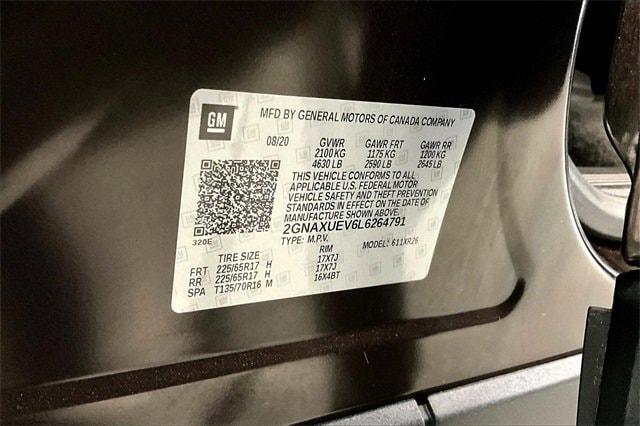 GM
MFD BY GENERAL MOTORS OF CANADA COMPANY
08/20 GVWR GAWR FRT GAWR RR
2100 KG 1175 KG 1200 KG
4630 LB 2590 LB 2645 LB
THIS VEHICLE CONFORMS TO ALL
APPLICABLE U.S. FEDERAL MOTOR
VEHICLE SAFETY AND THEFT PREVENTION
STANDARDS IN EFFECT ON THE DATE OF
MANUFACTURE SHOWN ABOVE.
2GNAXUEV6L6264791
320E
TYPE: M.P.V. MODEL: 611XR26
TIRE SIZE RIM
FRT 225/65R17 H 17X7J
RR 225/65R17 H 17X7J
SPA T135/70R16 M 16X4BT